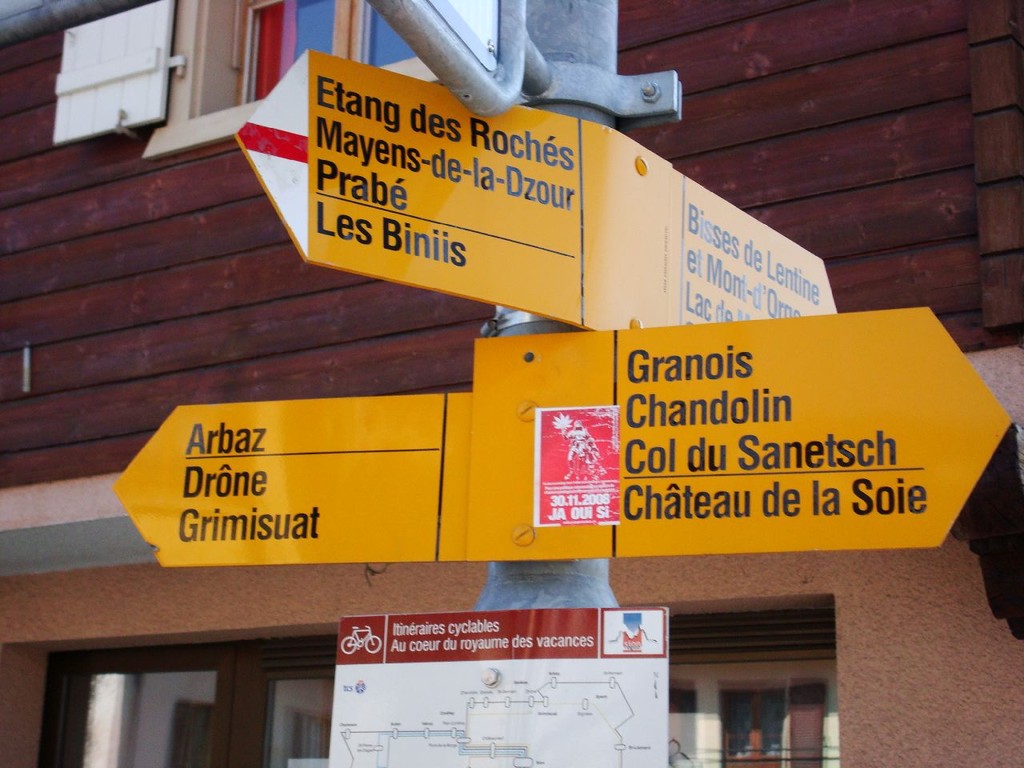 Etang des Rochés
Mayens-de-la-Dzour
Prabé
Les Biniis
Bisses de Lentine
et Mont-d'Orge
Lac de
Granois
Chandolin
Col du Sanetsch
Château de la Soie
Arbaz
Drône
Grimisuat
30.11.2008
JA OUI SI
Itinéraires cyclables
Au coeur du royaume des vacances